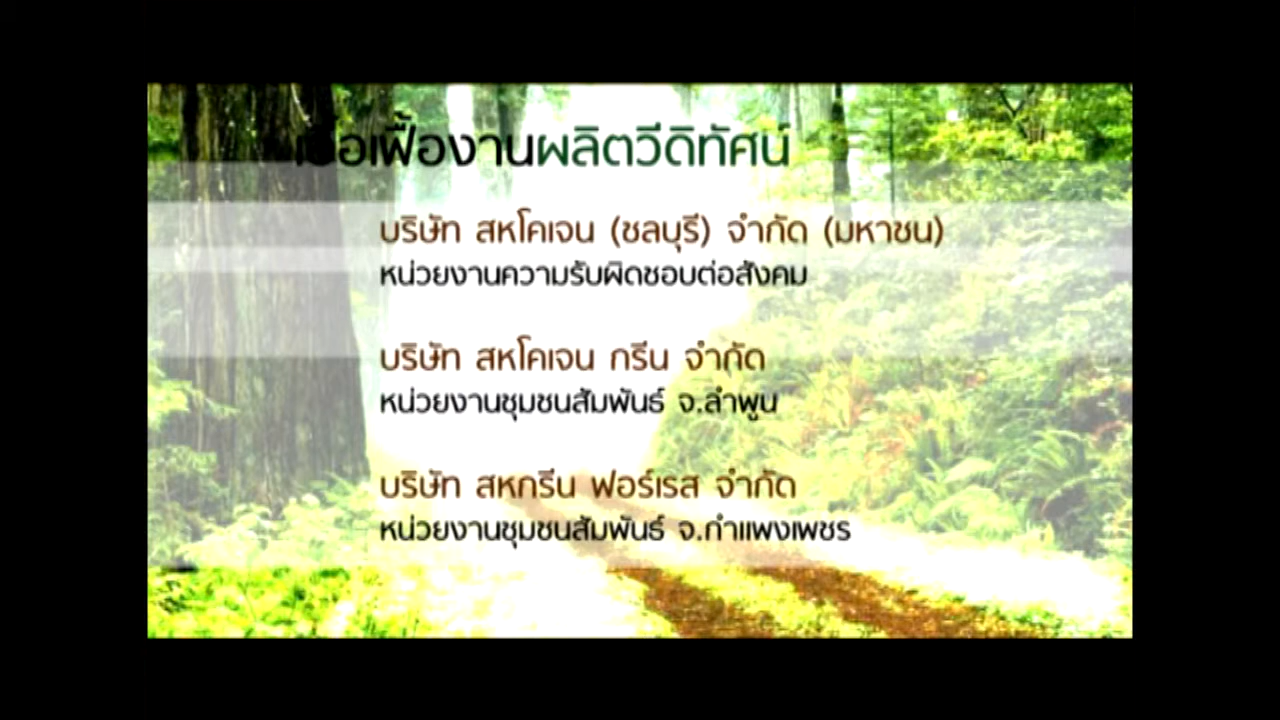 เอื้อเฟื้องานผลิตวีดิทัศน์
บริษัท สหโคเจน (ชลบุรี) จำกัด (มหาชน)
หน่วยงานความรับผิดชอบต่อสังคม
บริษัท สหโคเจน กรีน จำกัด
หน่วยงานชุมชนสัมพันธ์ จ.ลำพูน
บริษัท สหกรีน ฟอร์เรส จำกัด
หน่วยงานชุมชนสัมพันธ์ จ.กำแพงเพชร